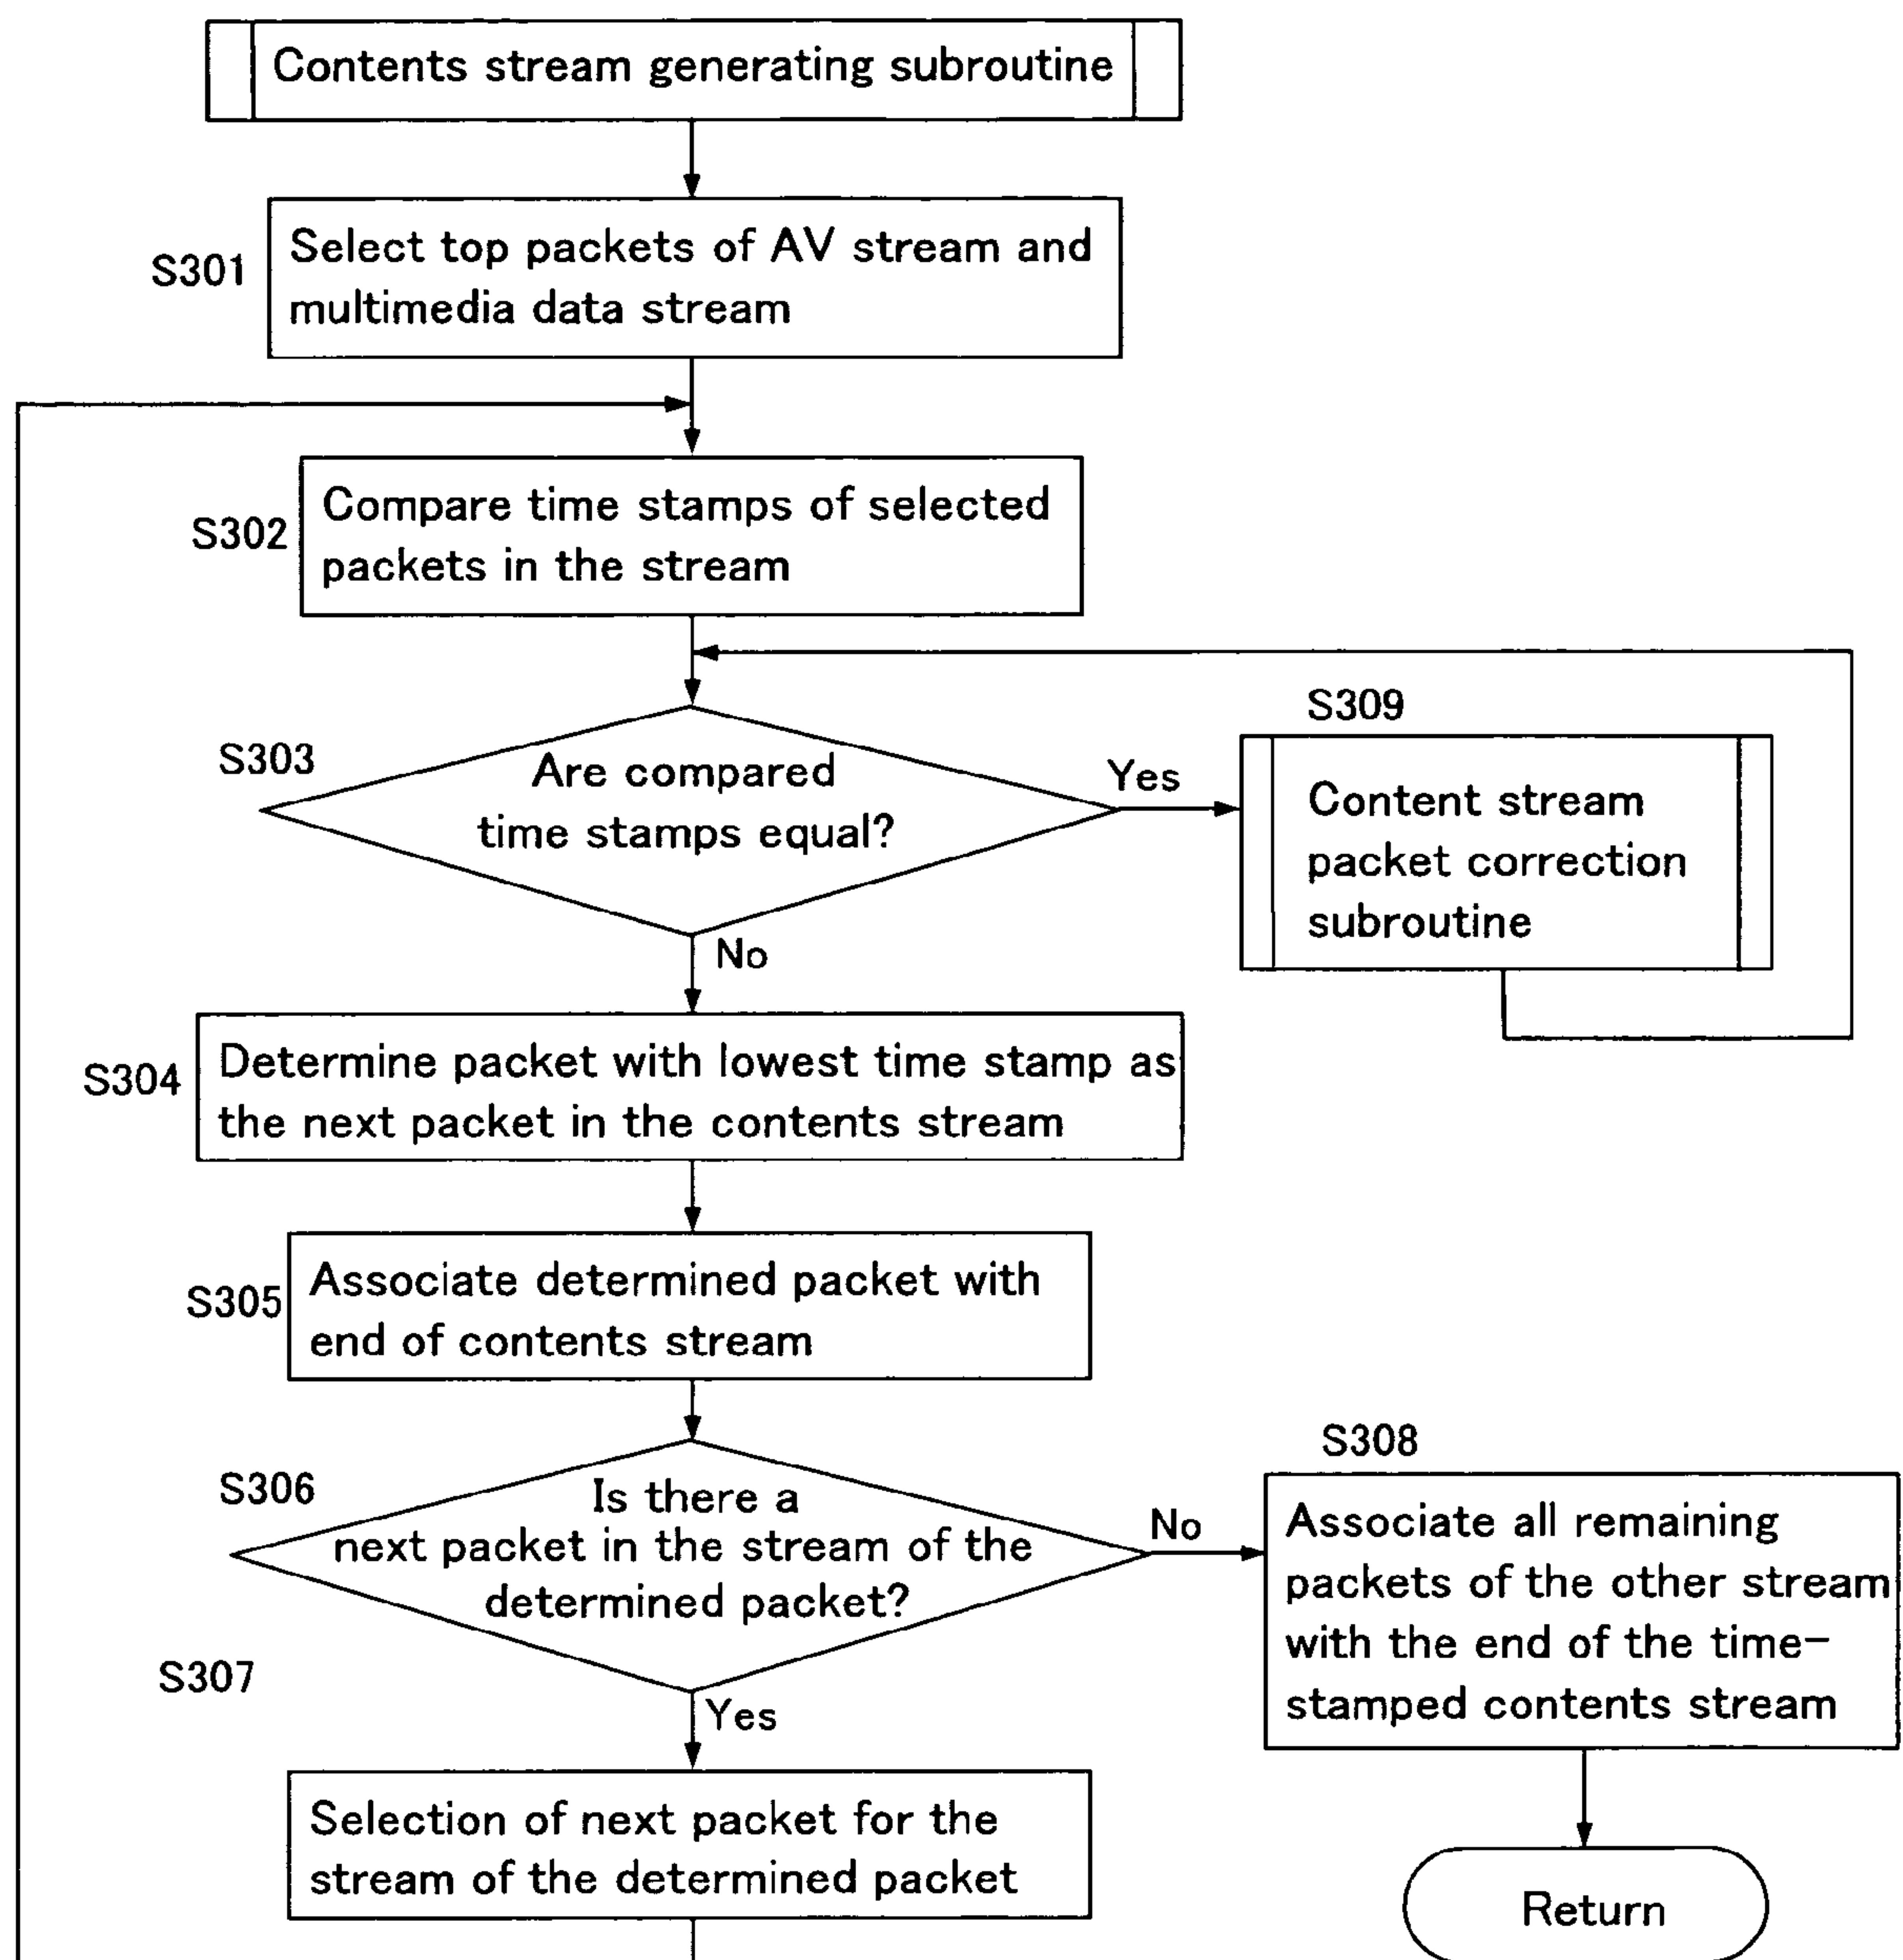 Contents stream generating subroutine
S301
Select top packets of AV stream and
multimedia data stream
S302
Compare time stamps of selected
packets in the stream
S303
Are compared
time stamps equal?
Yes
No
S309
Content stream
packet correction
subroutine
S304
Determine packet with lowest time stamp as
the next packet in the contents stream
S305
Associate determined packet with
end of contents stream
S306
Is there a
next packet in the stream of the
determined packet?
No
Yes
S308
Associate all remaining
packets of the other stream
with the end of the time-
stamped contents stream
S307
Selection of next packet for the
stream of the determined packet
Return